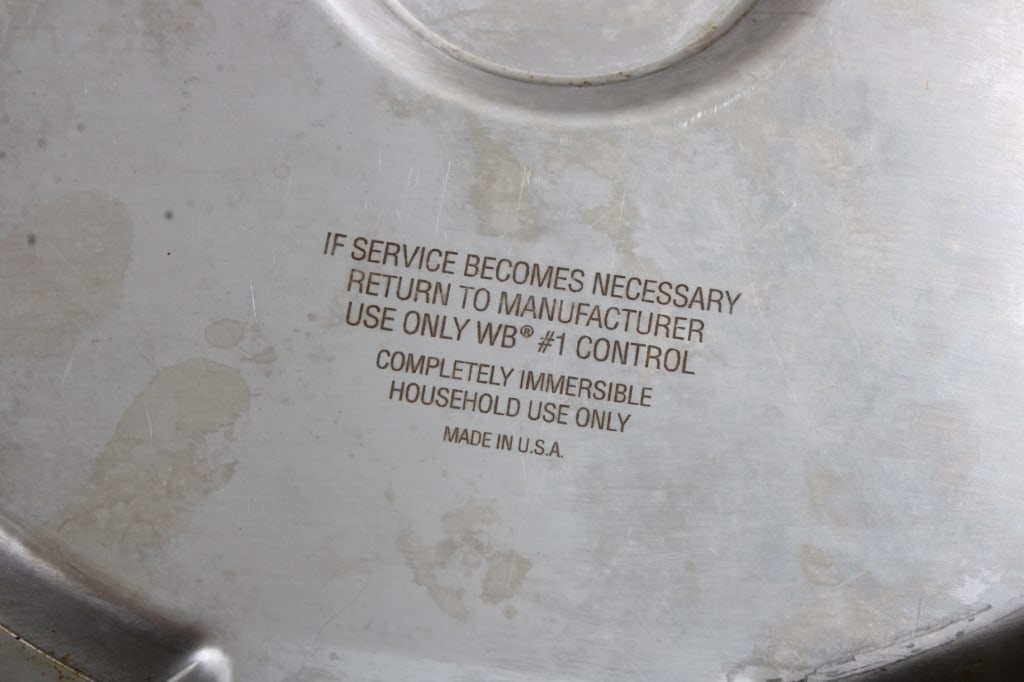 IF SERVICE BECOMES NECESSARY
RETURN TO MANUFACTURER
USE ONLY WB® #1 CONTROL
COMPLETELY IMMERSIBLE
HOUSEHOLD USE ONLY
MADE IN U.S.A.